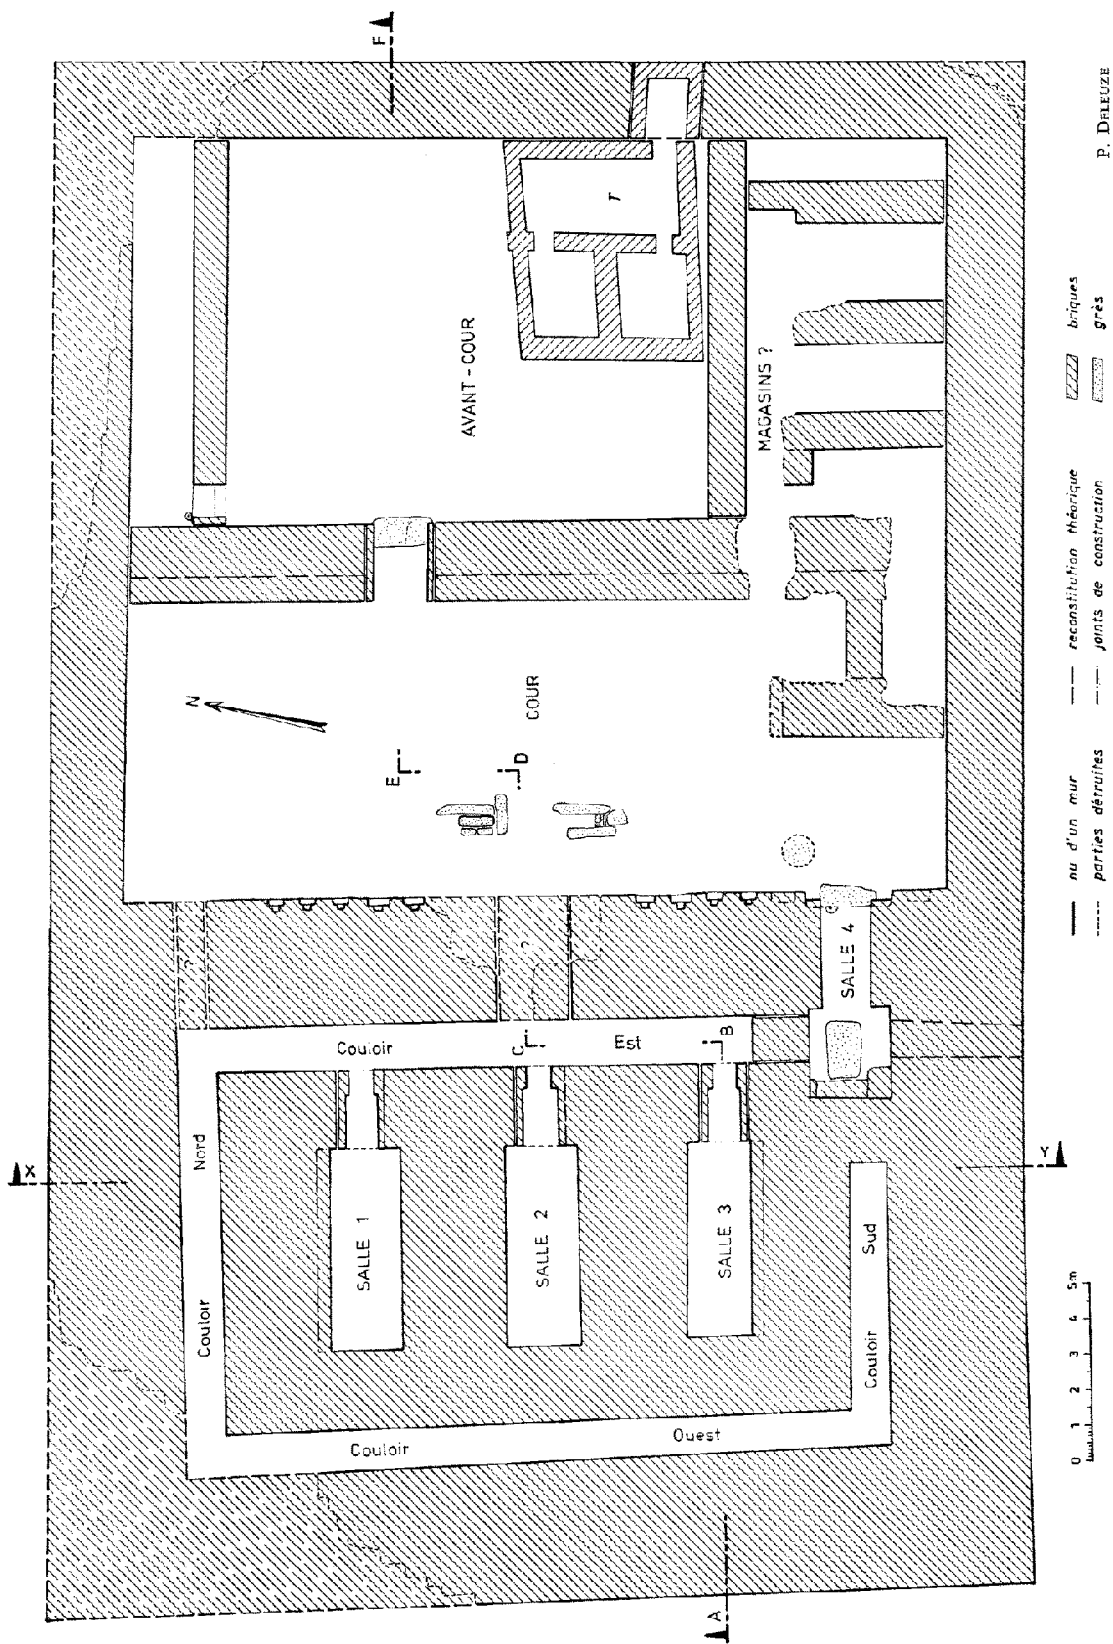 F
AVANT-COUR
r
MAGASINS ?
N
COUR
E
D
SALLE 4
?
?
Couloir
Est
C
B
Nord
Couloir
X
Y
SALLE 1
SALLE 2
SALLE 3
Sud
Couloir
Couloir
Ouest
A
nu d'un mur
parties détruites
reconstitution théorique
joints de construction
briques
grès
0 1 2 3 4 5m
P. DELEUZE